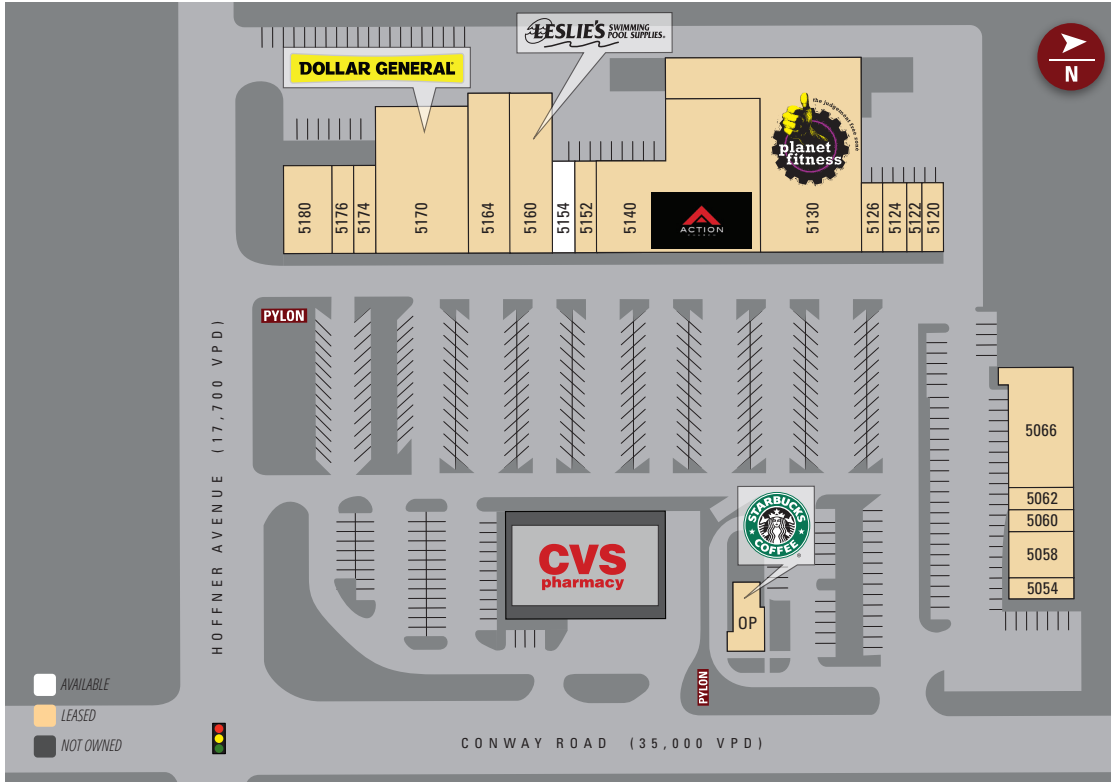 LESLIE'S SWIMMING
POOL SUPPLIES.
DOLLAR GENERAL
N
the judgement free zone
planet
fitness
5180
5176
5174
5170
5164
5160
5154
5152
5140
ACTION
CHURCH
5130
5126
5124
5122
5120
PYLON
HOFFNER AVENUE (17,700 VPD)
5066
5062
5060
5058
5054
STARBUCKS
COFFEE
®
CVS
pharmacy
OP
PYLON
AVAILABLE
LEASED
NOT OWNED
CONWAY ROAD (35,000 VPD)